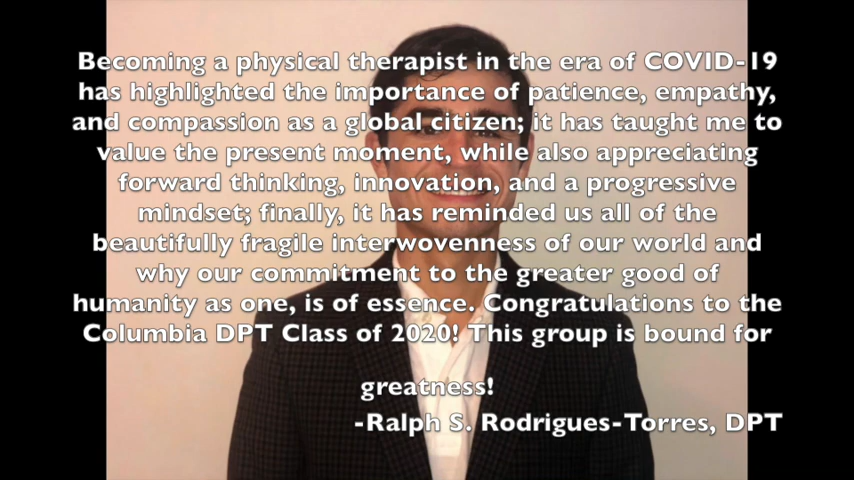 Becoming a physical therapist in the era of COVID-19
has highlighted the importance of patience, empathy,
and compassion as a global citizen; it has taught me to
value the present moment, while also appreciating
forward thinking, innovation, and a progressive
mindset; finally, it has reminded us all of the
beautifully fragile interwovenness of our world and
why our commitment to the greater good of
humanity as one, is of essence. Congratulations to the
Columbia DPT Class of 2020! This group is bound for
greatness!
-Ralph S. Rodrigues-Torres, DPT